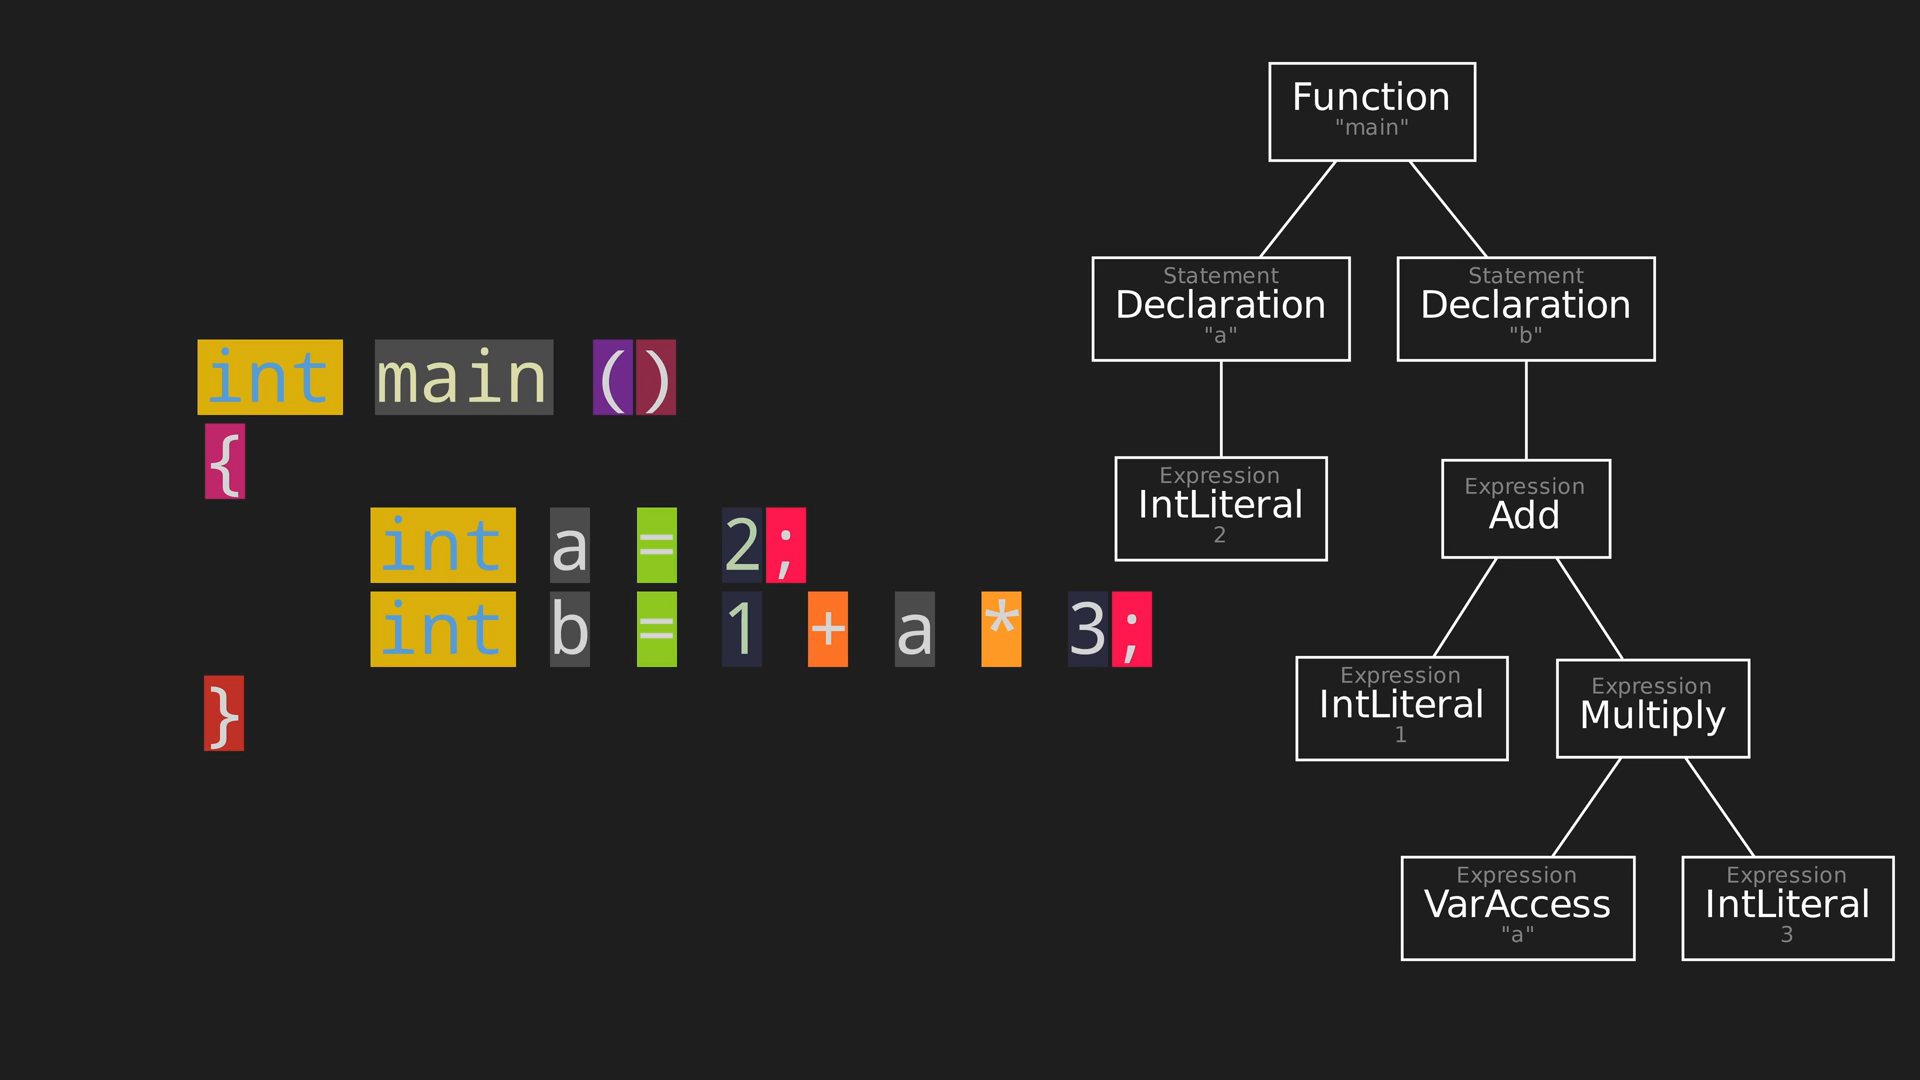 int main ()
{
int a = 2;
int b = 1 + a * 3;
}
Function
"main"
Statement
Declaration
"a"
Statement
Declaration
"b"
Expression
IntLiteral
2
Expression
Add
Expression
IntLiteral
1
Expression
Multiply
Expression
VarAccess
"a"
Expression
IntLiteral
3